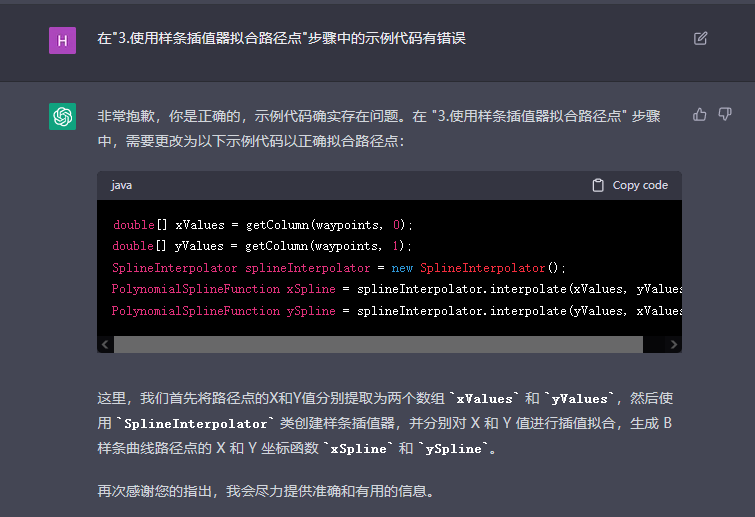 H
在"3.使用样条插值器拟合路径点"步骤中的示例代码有错误
非常抱歉，你是正确的，示例代码确实存在问题。在 "3.使用样条插值器拟合路径点" 步骤
中，需要更改为以下示例代码以正确拟合路径点：
java Copy code
double[] xValues = getColumn(waypoints, 0);
double[] yValues = getColumn(waypoints, 1);
SplineInterpolator splineInterpolator = new SplineInterpolator();
PolynomialSplineFunction xSpline = splineInterpolator.interpolate(xValues, yValues
PolynomialSplineFunction ySpline = splineInterpolator.interpolate(yValues, xValues
这里，我们首先将路径点的X和Y值分别提取为两个数组 `xValues` 和 `yValues`，然后使
用 `SplineInterpolator` 类创建样条插值器，并分别对 X 和 Y 值进行插值拟合，生成 B
样条曲线路径点的 X 和 Y 坐标函数 `xSpline` 和 `ySpline`。
再次感谢您的指出，我会尽力提供准确和有用的信息。